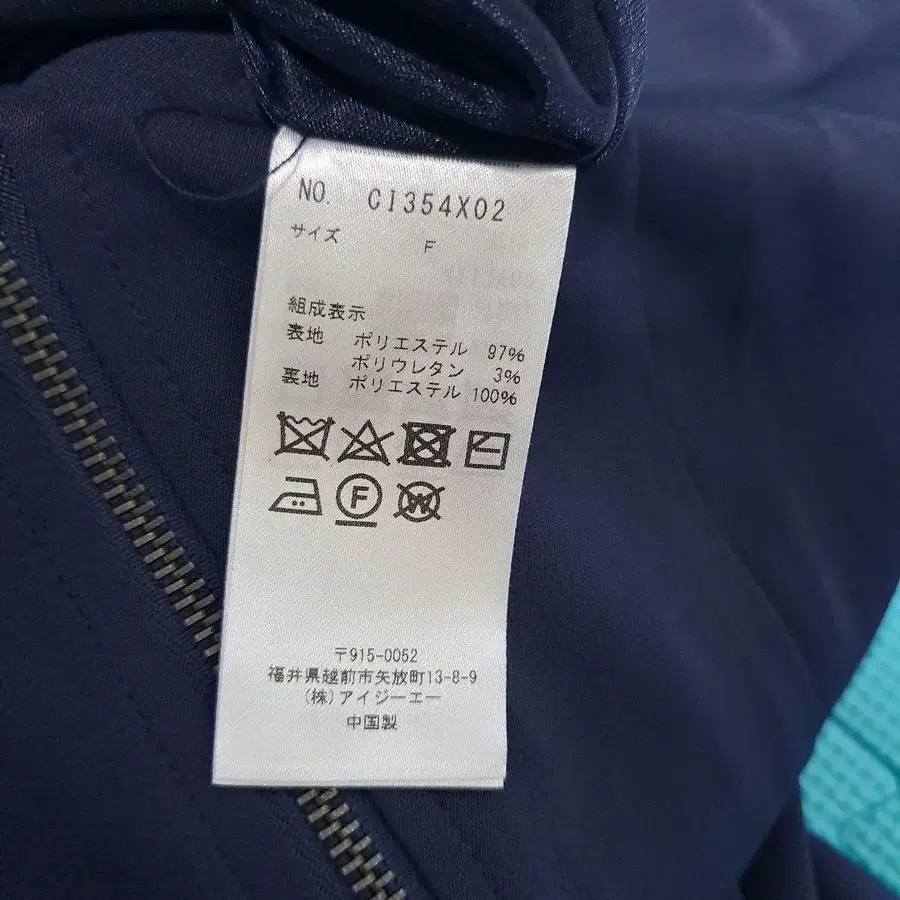 NO. CI354X02
サイズ F
組成表示
表地 ポリエステル 97%
ポリウレタン 3%
裏地 ポリエステル 100%
F
W
〒915-0052
福井県越前市矢放町13-8-9
(株)アイジーエー
中国製